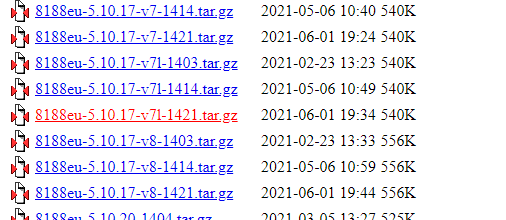 8188eu-5.10.17-v7-1414.tar.gz 2021-05-06 10:40 540K
8188eu-5.10.17-v7-1421.tar.gz 2021-06-01 19:24 540K
8188eu-5.10.17-v7l-1403.tar.gz 2021-02-23 13:23 540K
8188eu-5.10.17-v7l-1414.tar.gz 2021-05-06 10:49 540K
8188eu-5.10.17-v7l-1421.tar.gz 2021-06-01 19:34 540K
8188eu-5.10.17-v8-1403.tar.gz 2021-02-23 13:33 556K
8188eu-5.10.17-v8-1414.tar.gz 2021-05-06 10:59 556K
8188eu-5.10.17-v8-1421.tar.gz 2021-06-01 19:44 556K
8188eu-5.10.20-1404.tar.gz 2021-03-05 13:27 525K